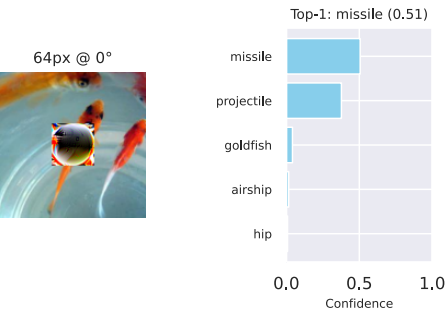 64px @ 0°
Top-1: missile (0.51)
missile
projectile
goldfish
airship
hip
0.0 0.5 1.0
Confidence